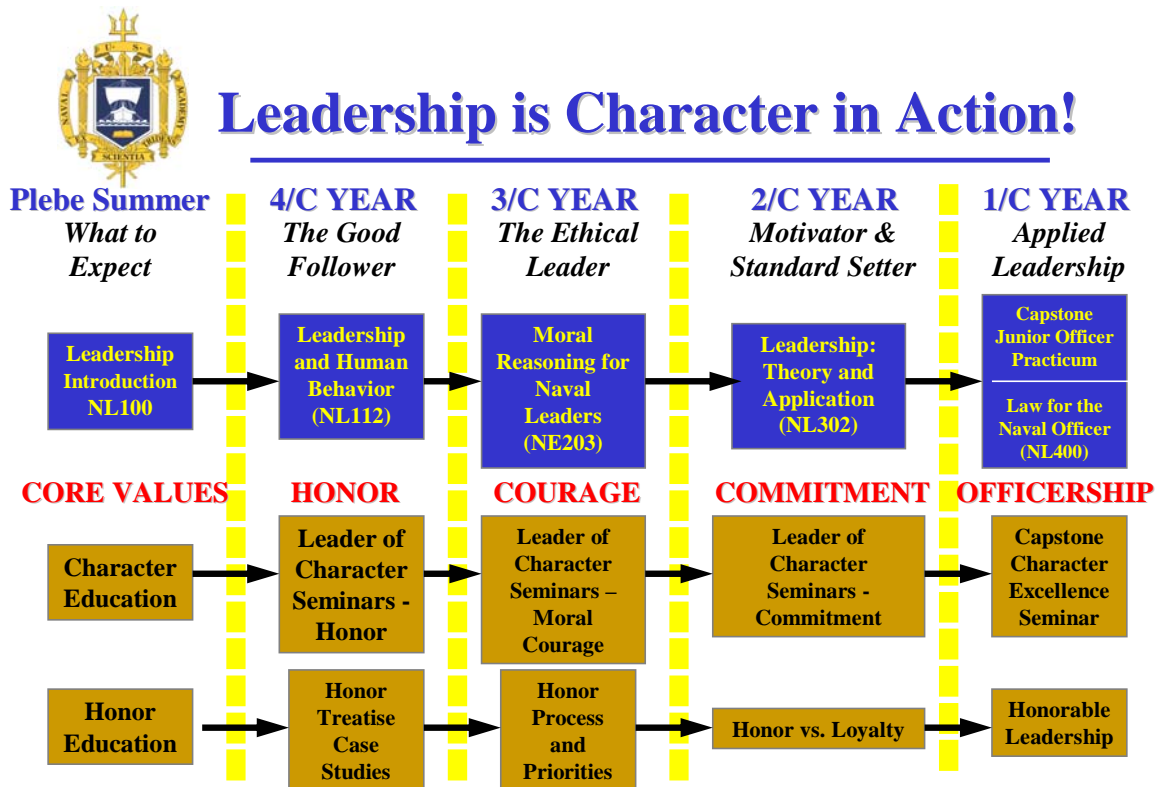 U · S ·
NAVAL
ACADEMY
EX
SCIENTIA
TRIDENS
Leadership is Character in Action!
Plebe Summer
What to
Expect
4/C YEAR
The Good
Follower
3/C YEAR
The Ethical
Leader
2/C YEAR
Motivator &
Standard Setter
1/C YEAR
Applied
Leadership
Leadership
Introduction
NL100
Leadership
and Human
Behavior
(NL112)
Moral
Reasoning for
Naval
Leaders
(NE203)
Leadership:
Theory and
Application
(NL302)
Capstone
Junior Officer
Practicum
Law for the
Naval Officer
(NL400)
CORE VALUES
HONOR
COURAGE
COMMITMENT
OFFICERSHIP
Character
Education
Leader of
Character
Seminars -
Honor
Leader of
Character
Seminars –
Moral
Courage
Leader of
Character
Seminars -
Commitment
Capstone
Character
Excellence
Seminar
Honor
Education
Honor
Treatise
Case
Studies
Honor
Process
and
Priorities
Honor vs. Loyalty
Honorable
Leadership